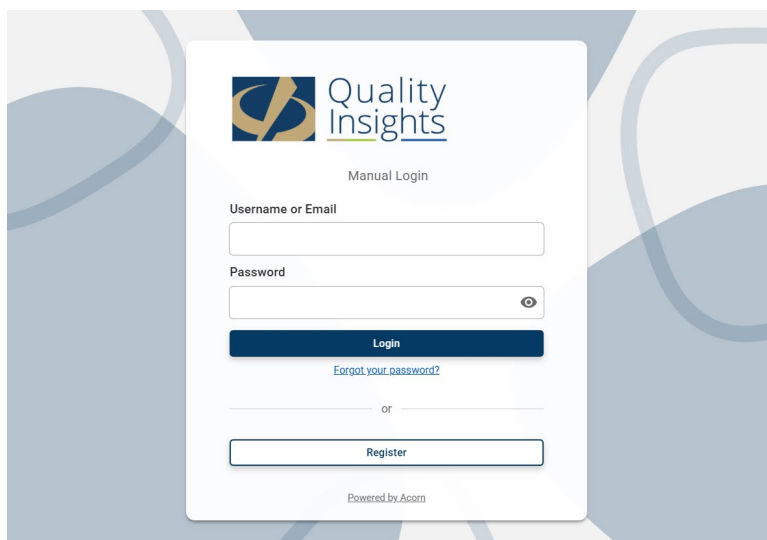 Quality
Insights
Manual Login
Username or Email
Password
Login
Forgot your password?
or
Register
Powered by Acorn